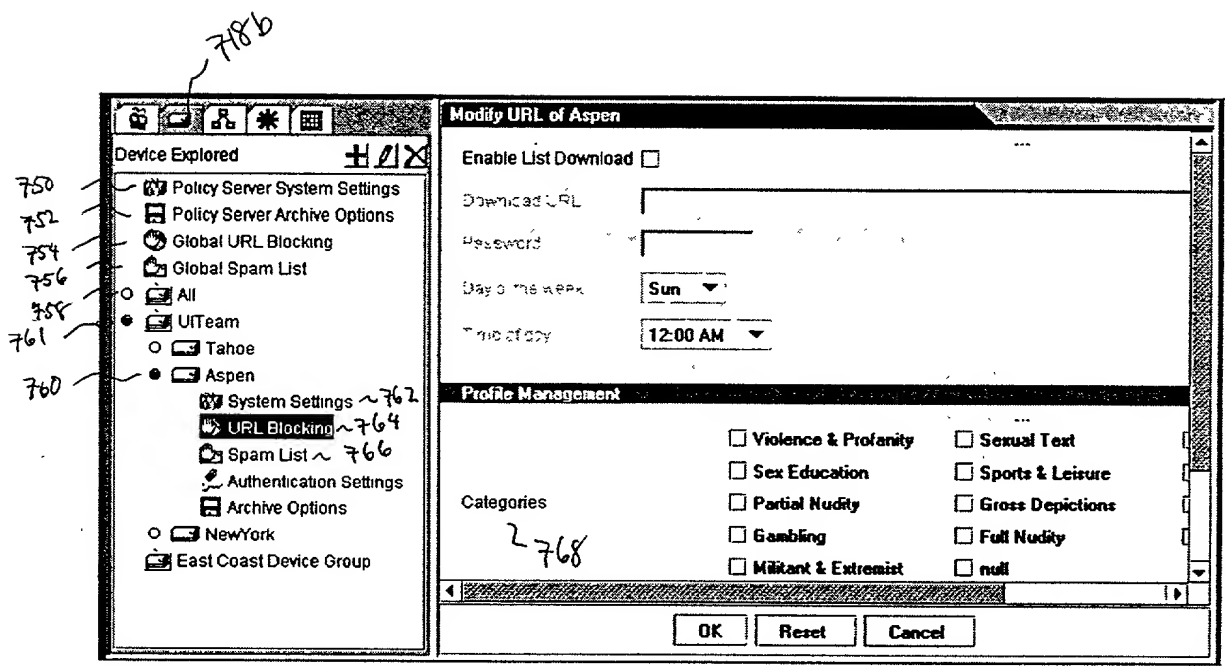 718b
Modify URL of Aspen
Device Explored
Enable List Download
750 Policy Server System Settings
Download URL
752 Policy Server Archive Options
Password
754 Global URL Blocking
756 Global Spam List
Day of the week Sun
758 All
761 UITeam
Time of day 12:00 AM
Tahoe
760 Aspen
Profile Management
System Settings ~762
URL Blocking ~764
Violence & Profanity Sexual Text
Spam List ~ 766
Sex Education Sports & Leisure
Authentication Settings
Categories
Partial Nudity Gross Depictions
Archive Options
768
Gambling Full Nudity
NewYork
East Coast Device Group
Militant & Extremist null
OK Reset Cancel